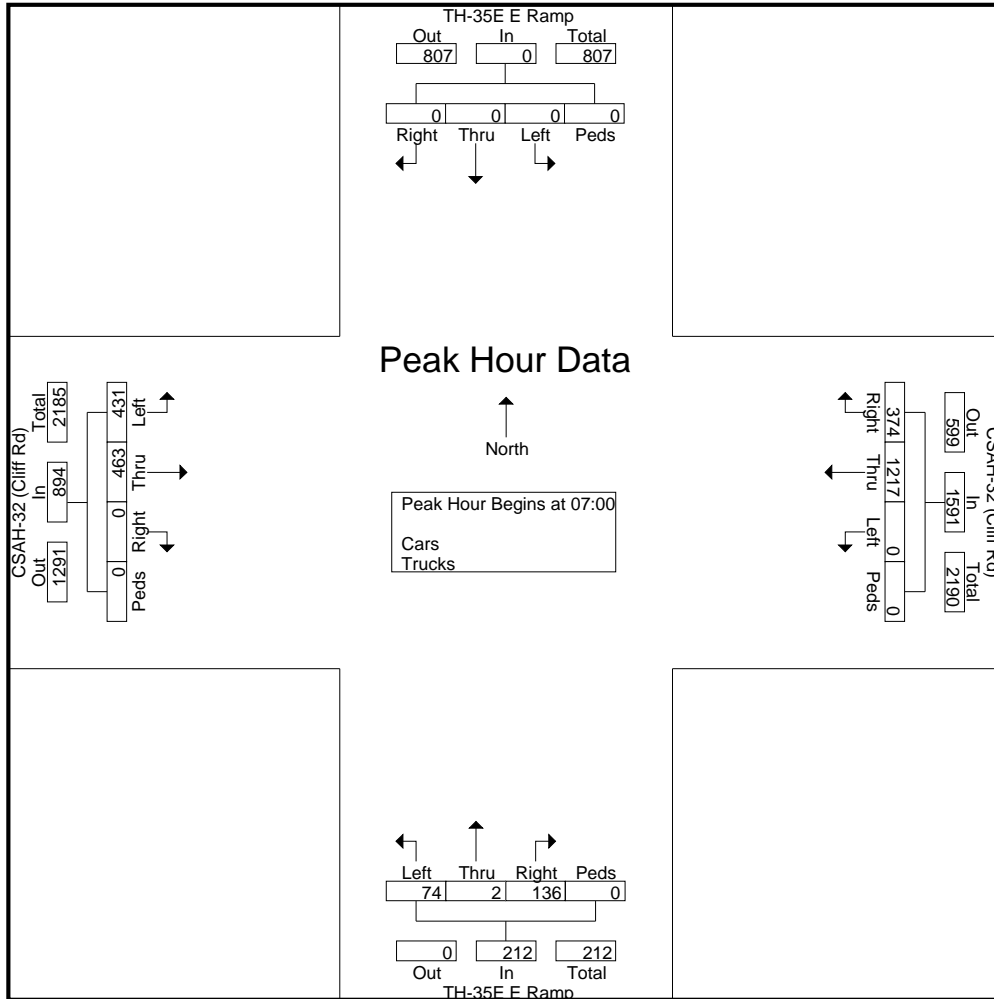 TH-35E E Ramp
Out In Total
807 0 807
0 0 0 0
Right Thru Left Peds
Peak Hour Data
North
Peak Hour Begins at 07:00
Cars
Trucks
CSAH-32 (Cliff Rd)
Out In Total
1291 894 2185
Left Thru Right Peds
431 463 0 0
CSAH-32 (Cliff Rd)
Out In Total
599 1591 2190
374 1217 0 0
Right Thru Left Peds
Left Thru Right Peds
74 2 136 0
0 212 212
Out In Total
TH-35E E Ramp